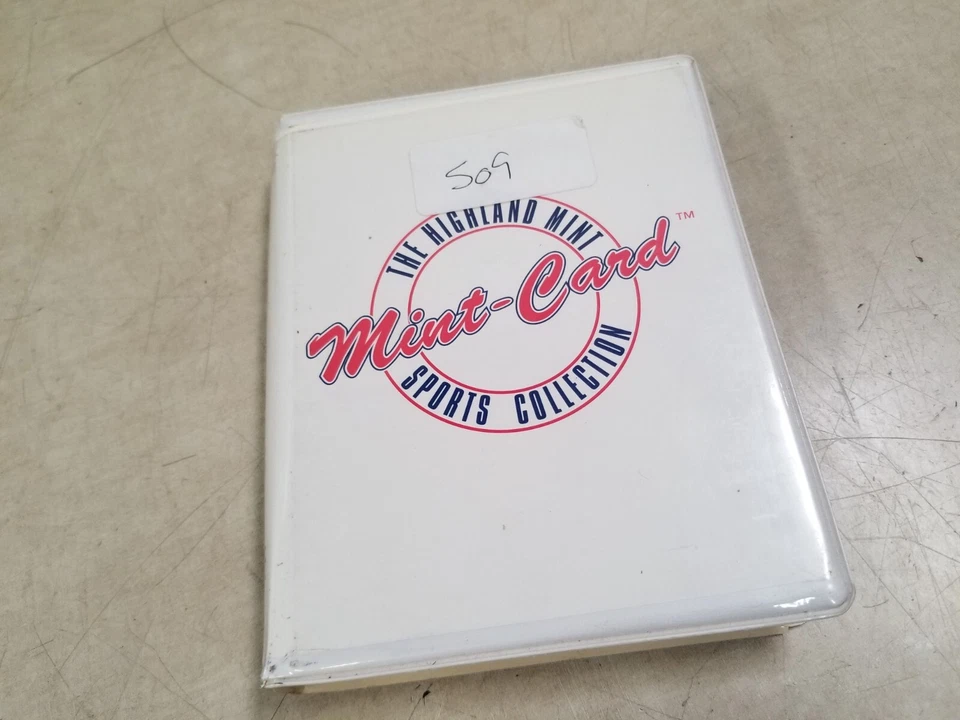 509
THE HIGHLAND MINT
Mint-Card™
SPORTS COLLECTION